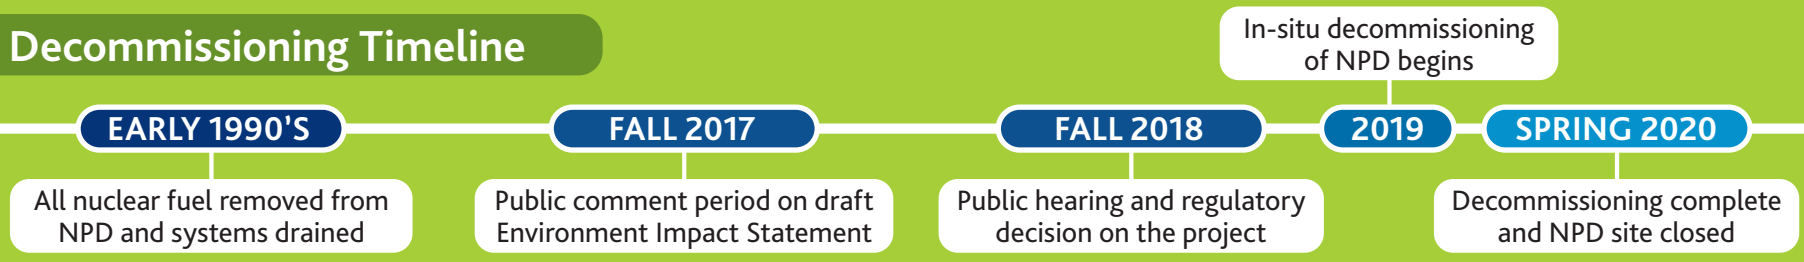 Decommissioning Timeline
EARLY 1990'S
All nuclear fuel removed from
NPD and systems drained
FALL 2017
Public comment period on draft
Environment Impact Statement
FALL 2018
Public hearing and regulatory
decision on the project
In-situ decommissioning
of NPD begins
2019
SPRING 2020
Decommissioning complete
and NPD site closed